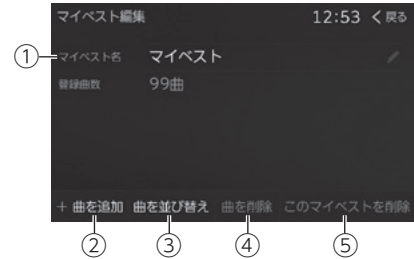 マイベスト編集 12:53 戻る
① マイベスト名 マイベスト
登録曲数 99曲
+ 曲を追加 曲を並び替え 曲を削除 このマイベストを削除
② ③ ④ ⑤